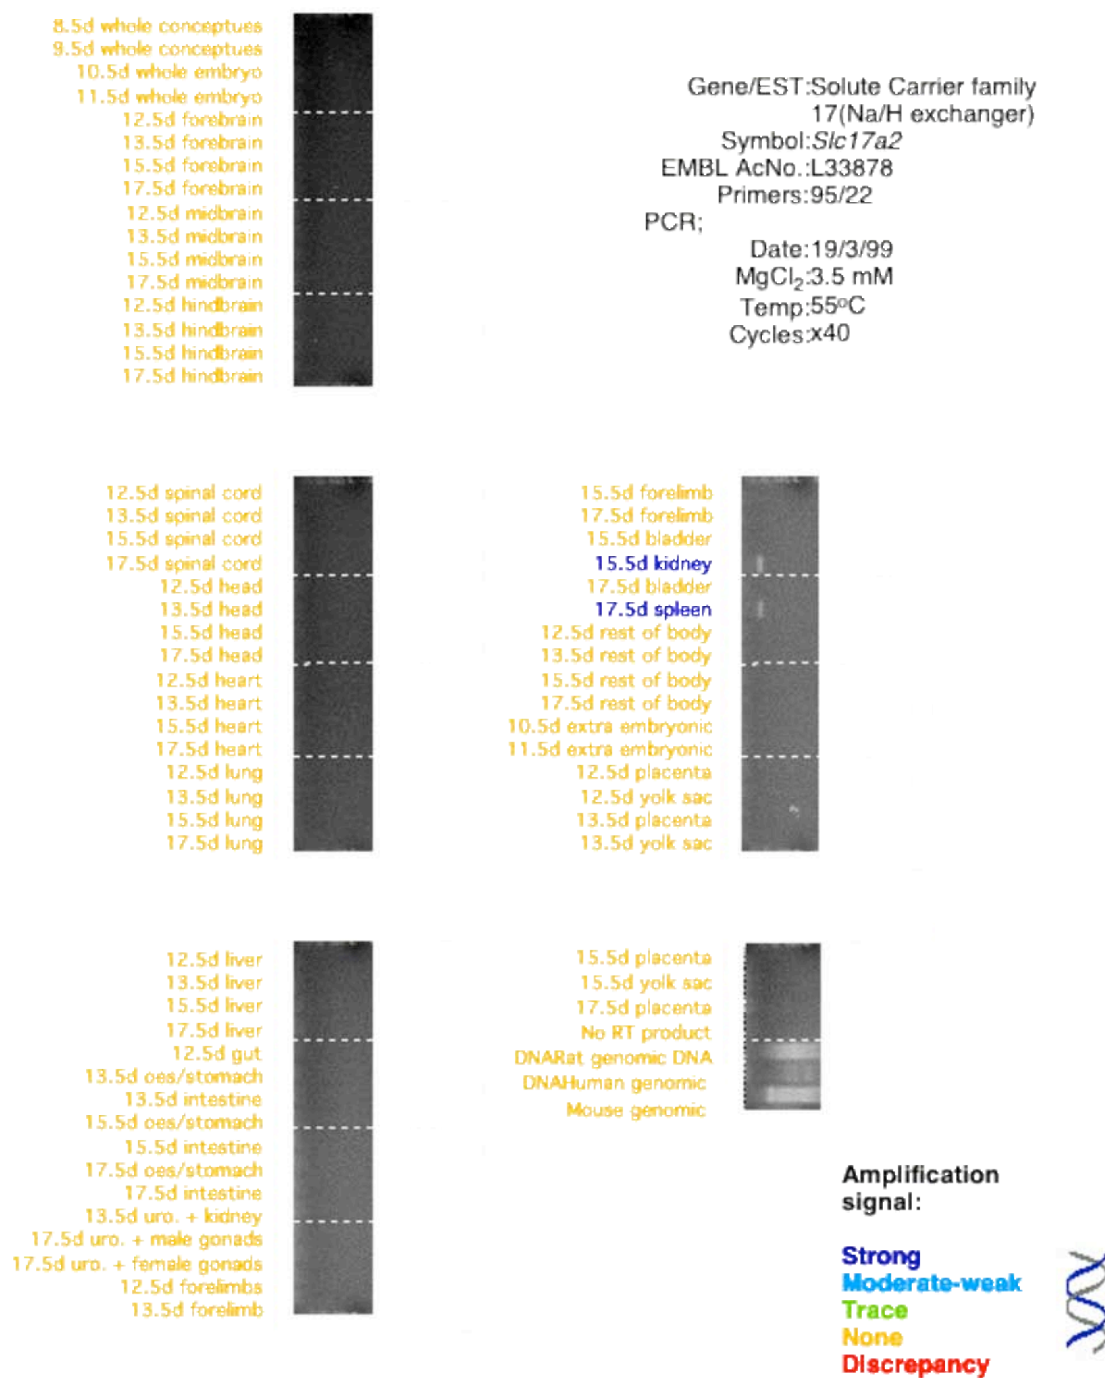 8.5d whole conceptues
9.5d whole conceptues
10.5d whole embryo
11.5d whole embryo
12.5d forebrain
13.5d forebrain
15.5d forebrain
17.5d forebrain
12.5d midbrain
13.5d midbrain
15.5d midbrain
17.5d midbrain
12.5d hindbrain
13.5d hindbrain
15.5d hindbrain
17.5d hindbrain
Gene/EST:Solute Carrier family
17(Na/H exchanger)
Symbol:Slc17a2
EMBL AcNo.:L33878
Primers:95/22
PCR;
Date:19/3/99
MgCl2:3.5 mM
Temp:55ºC
Cycles:x40
12.5d spinal cord
13.5d spinal cord
15.5d spinal cord
17.5d spinal cord
12.5d head
13.5d head
15.5d head
17.5d head
12.5d heart
13.5d heart
15.5d heart
17.5d heart
12.5d lung
13.5d lung
15.5d lung
17.5d lung
15.5d forelimb
17.5d forelimb
15.5d bladder
15.5d kidney
17.5d bladder
17.5d spleen
12.5d rest of body
13.5d rest of body
15.5d rest of body
17.5d rest of body
10.5d extra embryonic
11.5d extra embryonic
12.5d placenta
12.5d yolk sac
13.5d placenta
13.5d yolk sac
12.5d liver
13.5d liver
15.5d liver
17.5d liver
12.5d gut
13.5d oes/stomach
13.5d intestine
15.5d oes/stomach
15.5d intestine
17.5d oes/stomach
17.5d intestine
13.5d uro. + kidney
17.5d uro. + male gonads
17.5d uro. + female gonads
12.5d forelimbs
13.5d forelimb
15.5d placenta
15.5d yolk sac
17.5d placenta
No RT product
DNARat genomic DNA
DNAHuman genomic
Mouse genomic
Amplification
signal:
Strong
Moderate-weak
Trace
None
Discrepancy